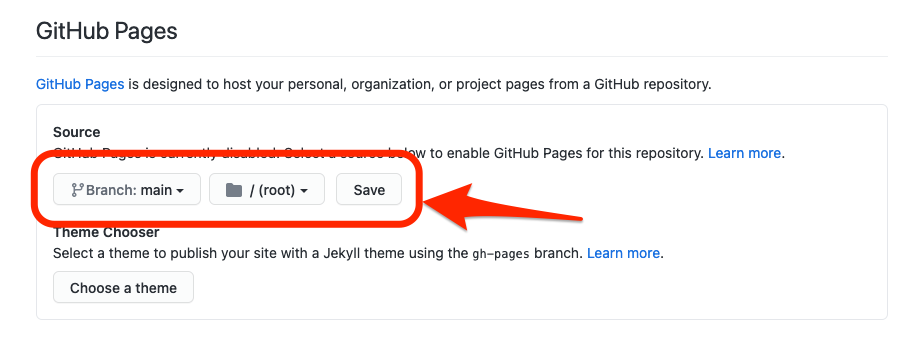 GitHub Pages
GitHub Pages is designed to host your personal, organization, or project pages from a GitHub repository.
Source
GitHub Pages is currently disabled. Select a source below to enable GitHub Pages for this repository. Learn more.
Branch: main / (root) Save
Theme Chooser
Select a theme to publish your site with a Jekyll theme using the gh-pages branch. Learn more.
Choose a theme